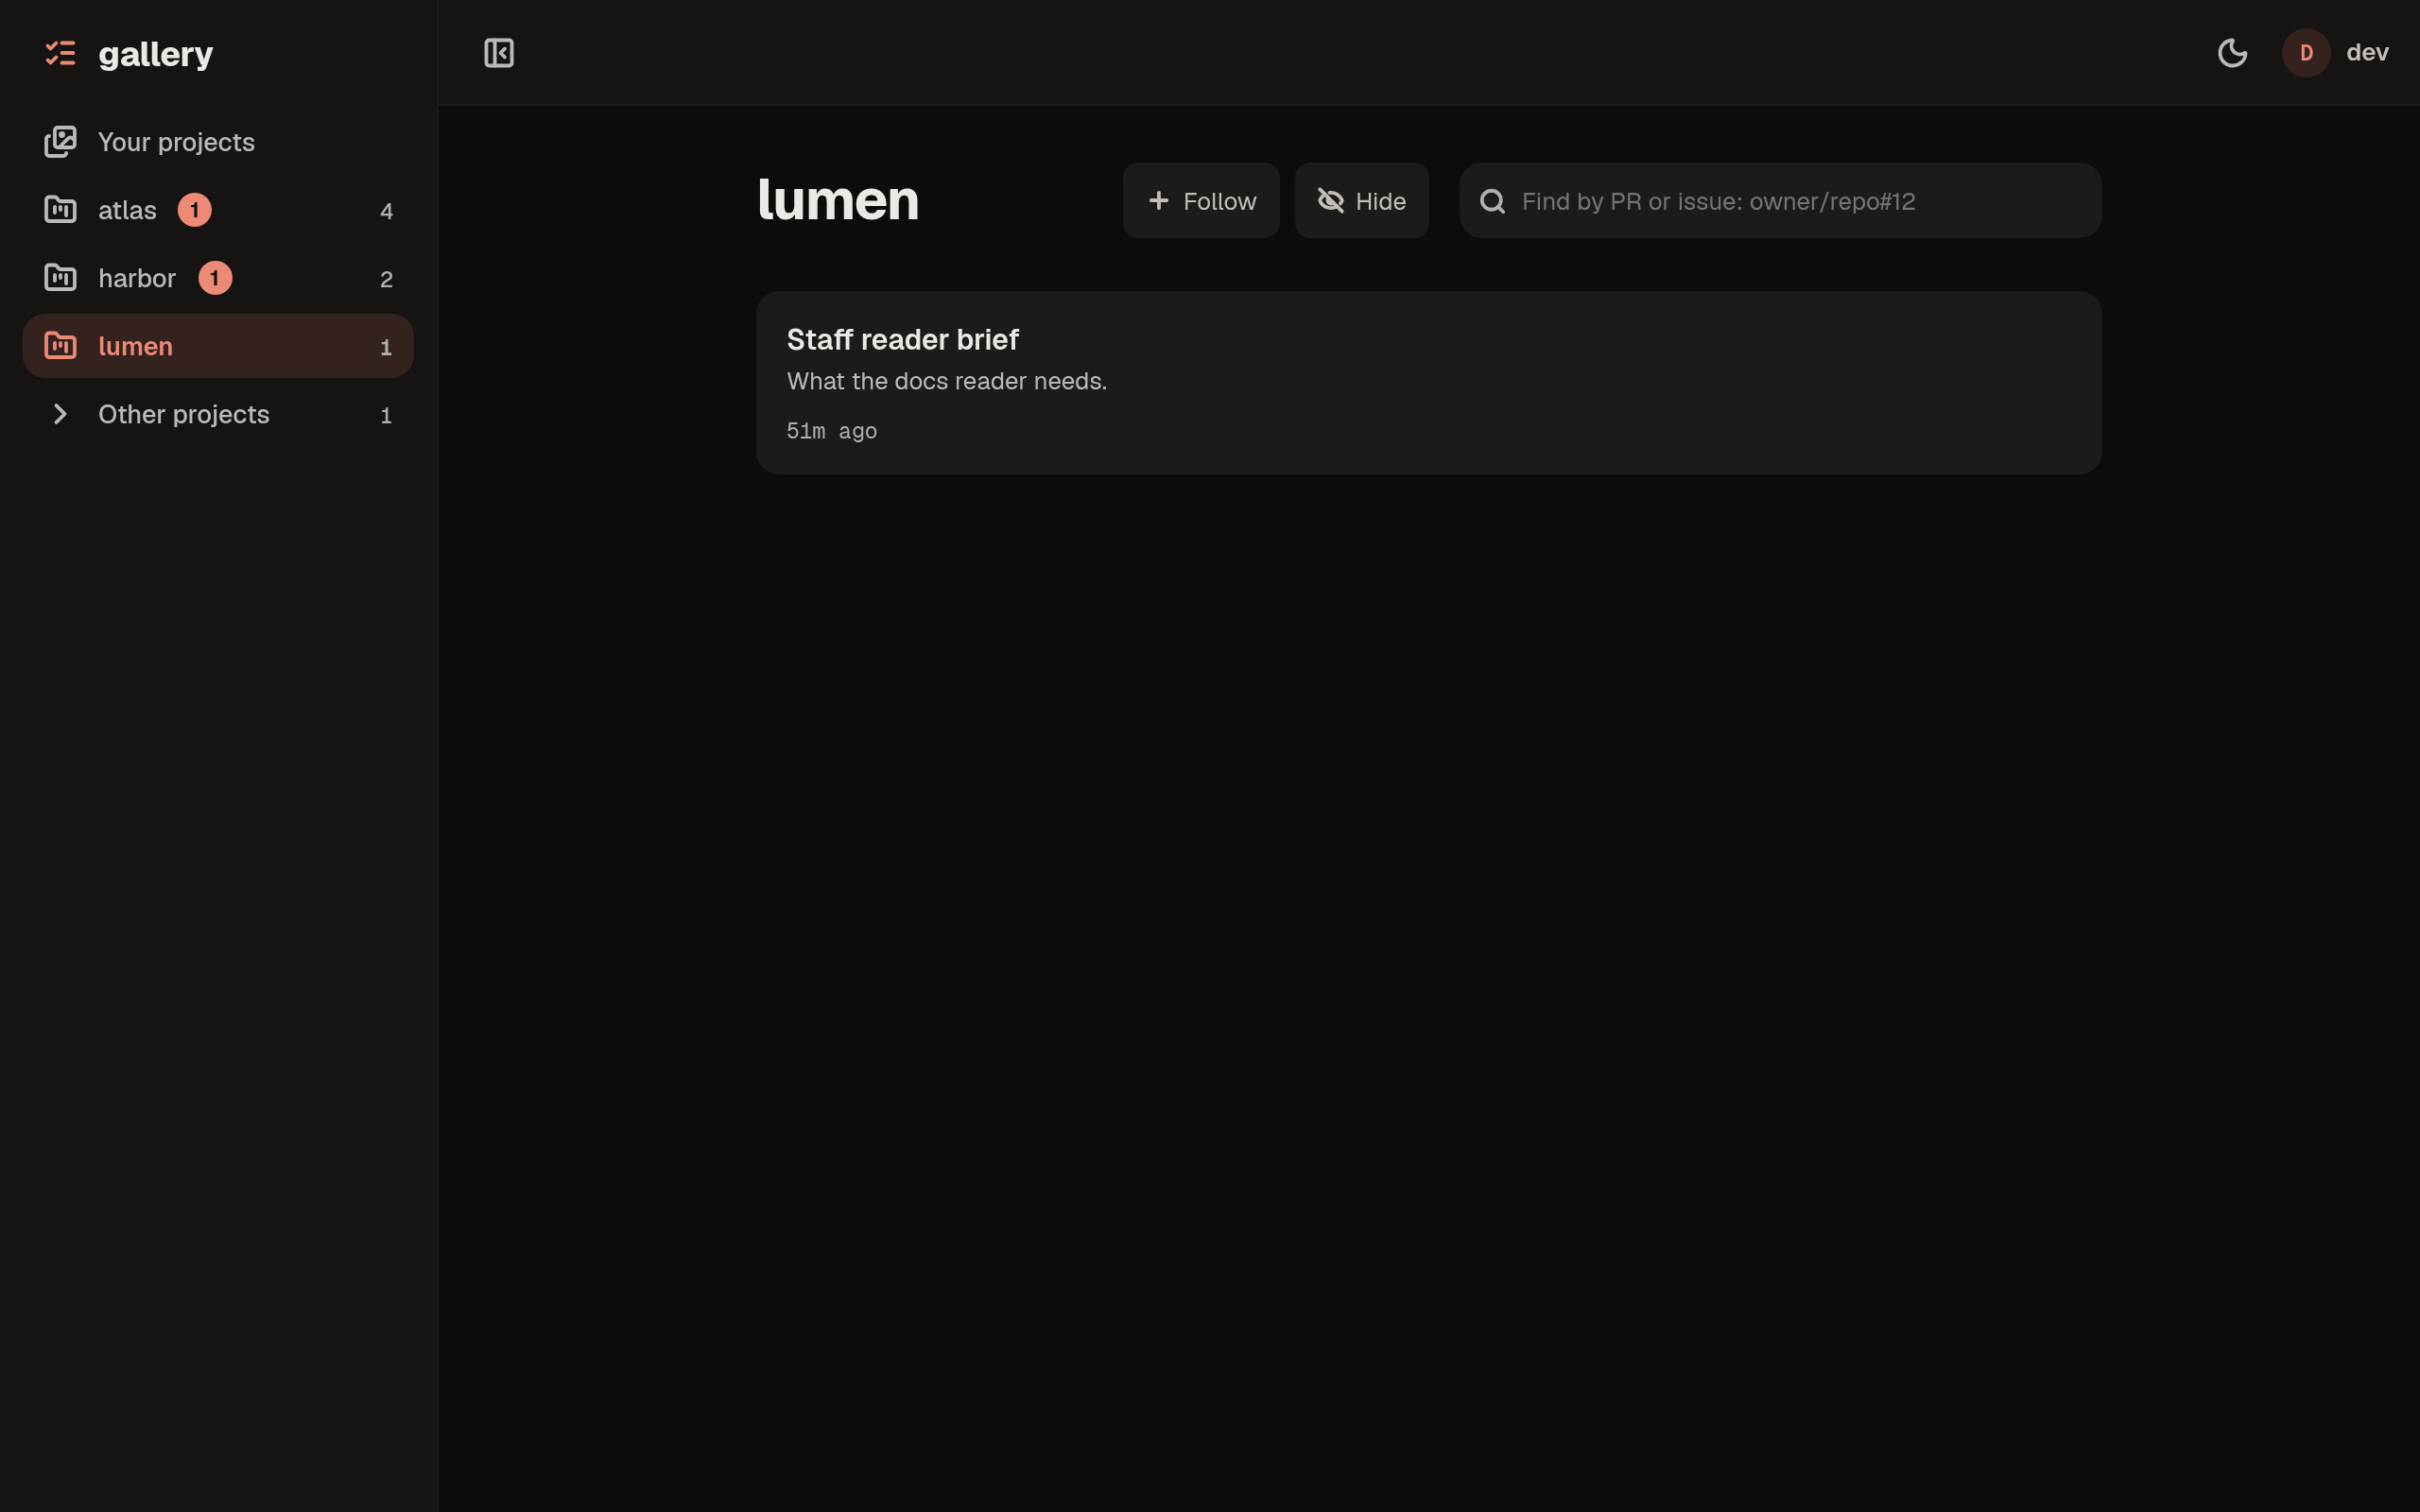 gallery
dev
D
Your projects
atlas 1 4
harbor 1 2
lumen 1
Other projects 1
lumen
Follow
Hide
Find by PR or issue: owner/repo#12
Staff reader brief
What the docs reader needs.
51m ago